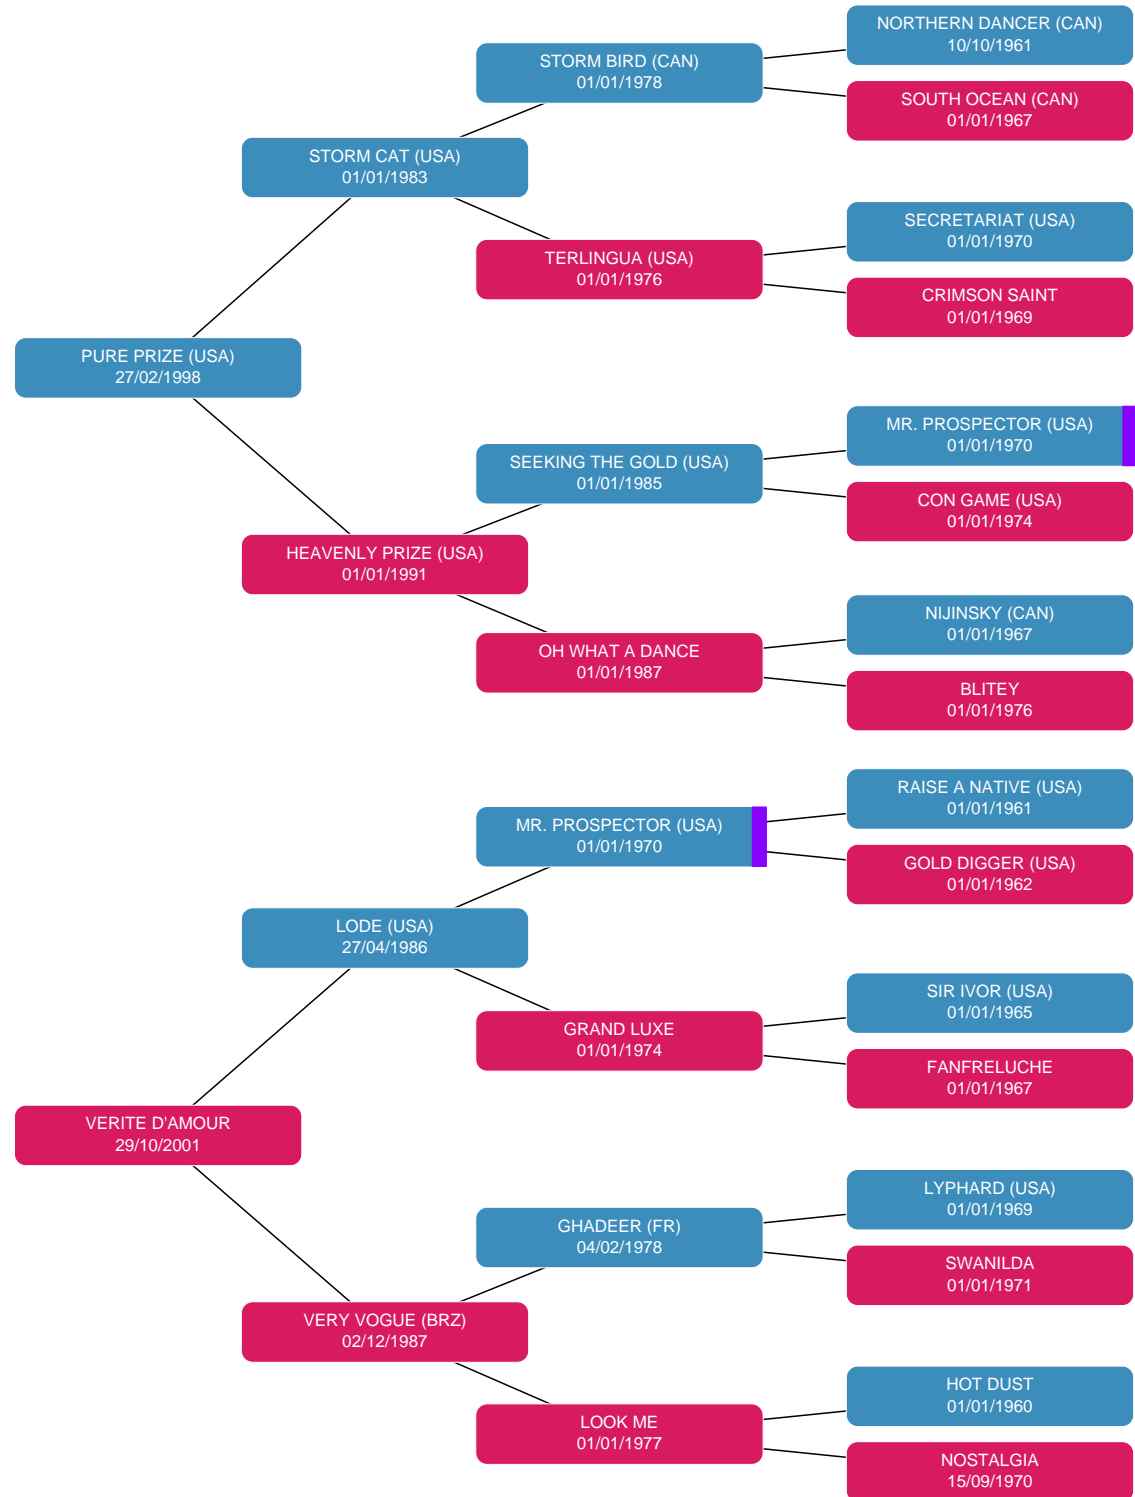 NORTHERN DANCER (CAN)
10/10/1961
STORM BIRD (CAN)
01/01/1978
SOUTH OCEAN (CAN)
01/01/1967
STORM CAT (USA)
01/01/1983
SECRETARIAT (USA)
01/01/1970
TERLINGUA (USA)
01/01/1976
CRIMSON SAINT
01/01/1969
PURE PRIZE (USA)
27/02/1998
MR. PROSPECTOR (USA)
01/01/1970
SEEKING THE GOLD (USA)
01/01/1985
CON GAME (USA)
01/01/1974
HEAVENLY PRIZE (USA)
01/01/1991
NIJINSKY (CAN)
01/01/1967
OH WHAT A DANCE
01/01/1987
BLITEY
01/01/1976
RAISE A NATIVE (USA)
01/01/1961
MR. PROSPECTOR (USA)
01/01/1970
GOLD DIGGER (USA)
01/01/1962
LODE (USA)
27/04/1986
SIR IVOR (USA)
01/01/1965
GRAND LUXE
01/01/1974
FANFRELUCHE
01/01/1967
VERITE D'AMOUR
29/10/2001
LYPHARD (USA)
01/01/1969
GHADEER (FR)
04/02/1978
SWANILDA
01/01/1971
VERY VOGUE (BRZ)
02/12/1987
HOT DUST
01/01/1960
LOOK ME
01/01/1977
NOSTALGIA
15/09/1970